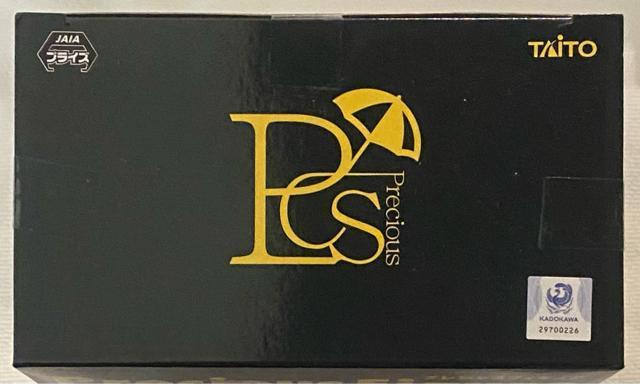 JAIA
プライズ
TAITO
PCS
Precious
KADOKAWA
29700226